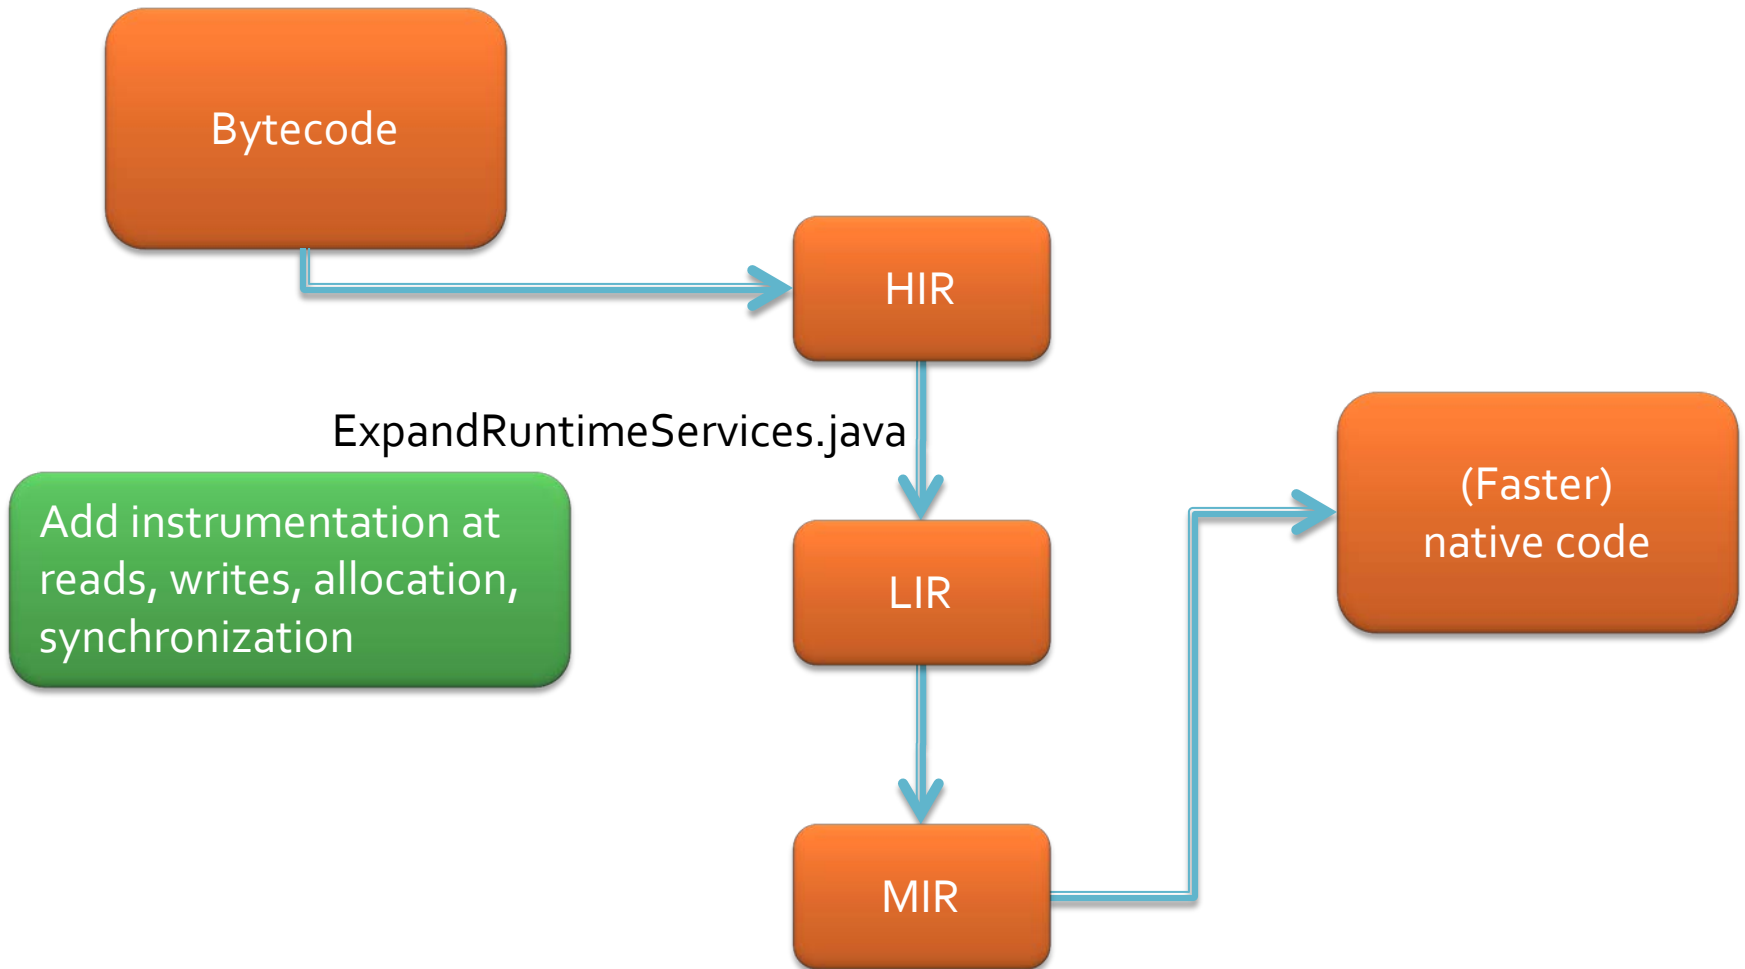 Bytecode
HIR
ExpandRuntimeServices.java
Add instrumentation at
reads, writes, allocation,
synchronization
LIR
(Faster)
native code
MIR